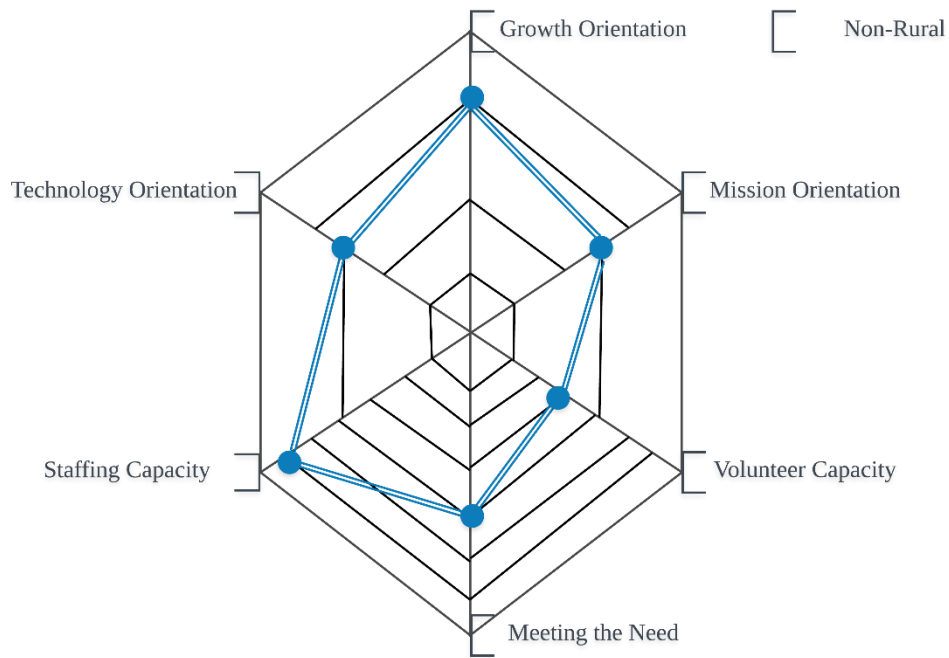 Growth Orientation
Non-Rural
Technology Orientation
Mission Orientation
Staffing Capacity
Volunteer Capacity
Meeting the Need